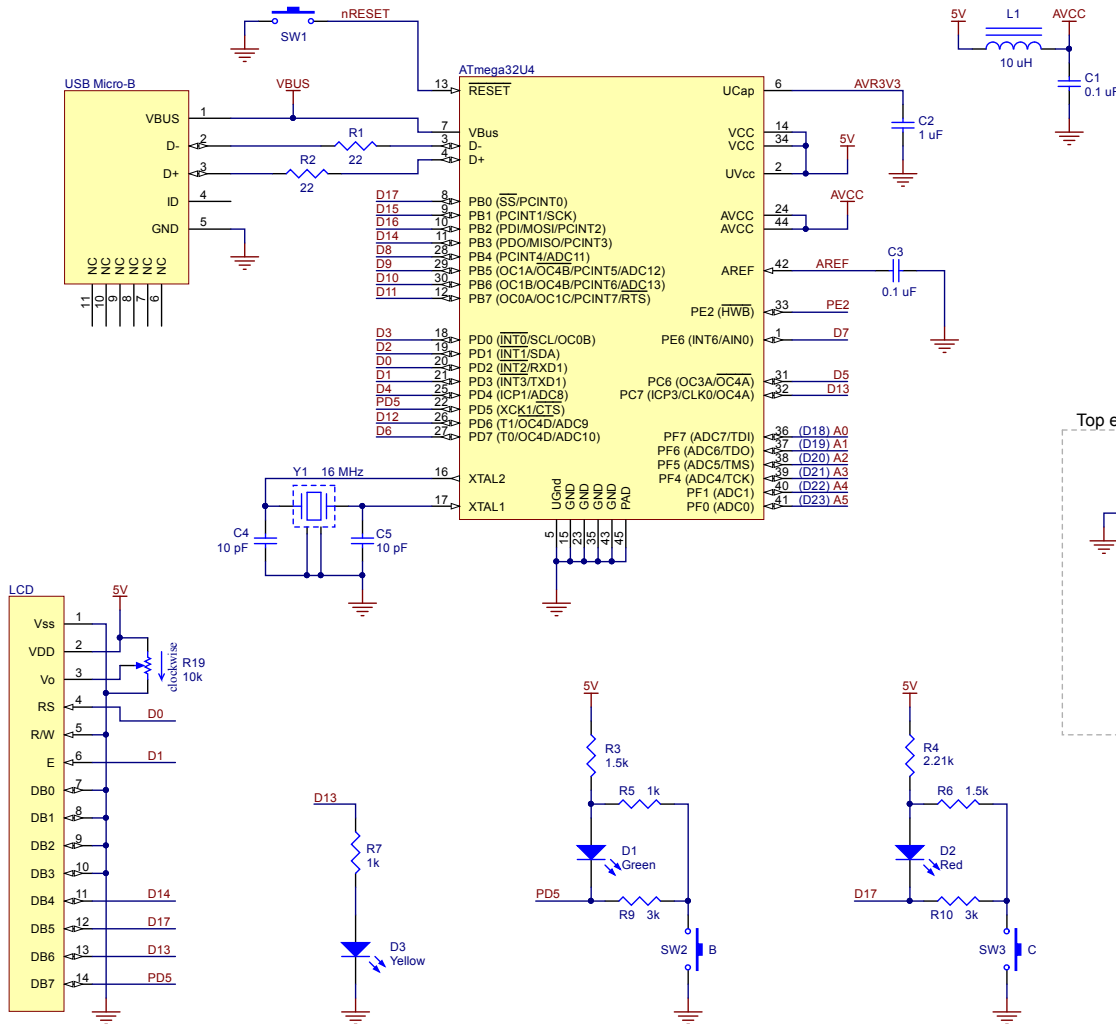 nRESET
SW1
5V
L1
10 uH
AVCC
C1
0.1 uF
USB Micro-B
VBUS
VBUS 1
D- 2
D+ 3
ID 4
GND 5
NC 11
NC 10
NC 9
NC 8
NC 7
NC 6
R1
22
R2
22
ATmega32U4
13 RESET
7 VBus
3 D-
4 D+
D17 8 PB0 (SS/PCINT0)
D15 9 PB1 (PCINT1/SCK)
D16 10 PB2 (PDI/MOSI/PCINT2)
D14 11 PB3 (PDO/MISO/PCINT3)
D8 28 PB4 (PCINT4/ADC11)
D9 29 PB5 (OC1A/OC4B/PCINT5/ADC12)
D10 30 PB6 (OC1B/OC4B/PCINT6/ADC13)
D11 12 PB7 (OC0A/OC1C/PCINT7/RTS)
D3 18 PD0 (INT0/SCL/OC0B)
D2 19 PD1 (INT1/SDA)
D0 20 PD2 (INT2/RXD1)
D1 21 PD3 (INT3/TXD1)
D4 25 PD4 (ICP1/ADC8)
PD5 22 PD5 (XCK1/CTS)
D12 26 PD6 (T1/OC4D/ADC9
D6 27 PD7 (T0/OC4D/ADC10)
16 XTAL2
17 XTAL1
UCap 6 AVR3V3
C2
1 uF
VCC 14
VCC 34
UVcc 2
5V
AVCC 24
AVCC 44
AVCC
AREF 42 AREF
C3
0.1 uF
PE2 (HWB) 33 PE2
PE6 (INT6/AIN0) 1 D7
PC6 (OC3A/OC4A) 31 D5
PC7 (ICP3/CLK0/OC4A) 32 D13
PF7 (ADC7/TDI) 36 (D18) A0
PF6 (ADC6/TDO) 37 (D19) A1
PF5 (ADC5/TMS) 38 (D20) A2
PF4 (ADC4/TCK) 39 (D21) A3
PF1 (ADC1) 40 (D22) A4
PF0 (ADC0) 41 (D23) A5
UGnd 5
GND 15
GND 23
GND 35
GND 43
PAD 45
Y1 16 MHz
C4
10 pF
C5
10 pF
Top
LCD
5V
Vss 1
VDD 2
Vo 3
RS 4 D0
R/W 5
E 6 D1
DB0 7
DB1 8
DB2 9
DB3 10
DB4 11 D14
DB5 12 D17
DB6 13 D13
DB7 14 PD5
clockwise
R19
10k
D13
R7
1k
D3
Yellow
5V
R3
1.5k
R5 1k
D1
Green
PD5
R9 3k
SW2 B
5V
R4
2.21k
R6 1.5k
D2
Red
D17
R10 3k
SW3 C